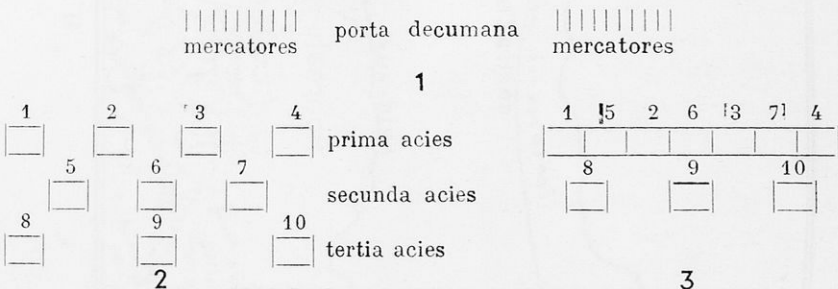 porta decumana
mercatores mercatores
1
1 2 3 4 1 5 2 6 3 7 4
prima acies
5 6 7 8 9 10
secunda acies
8 9 10
tertia acies
2 3